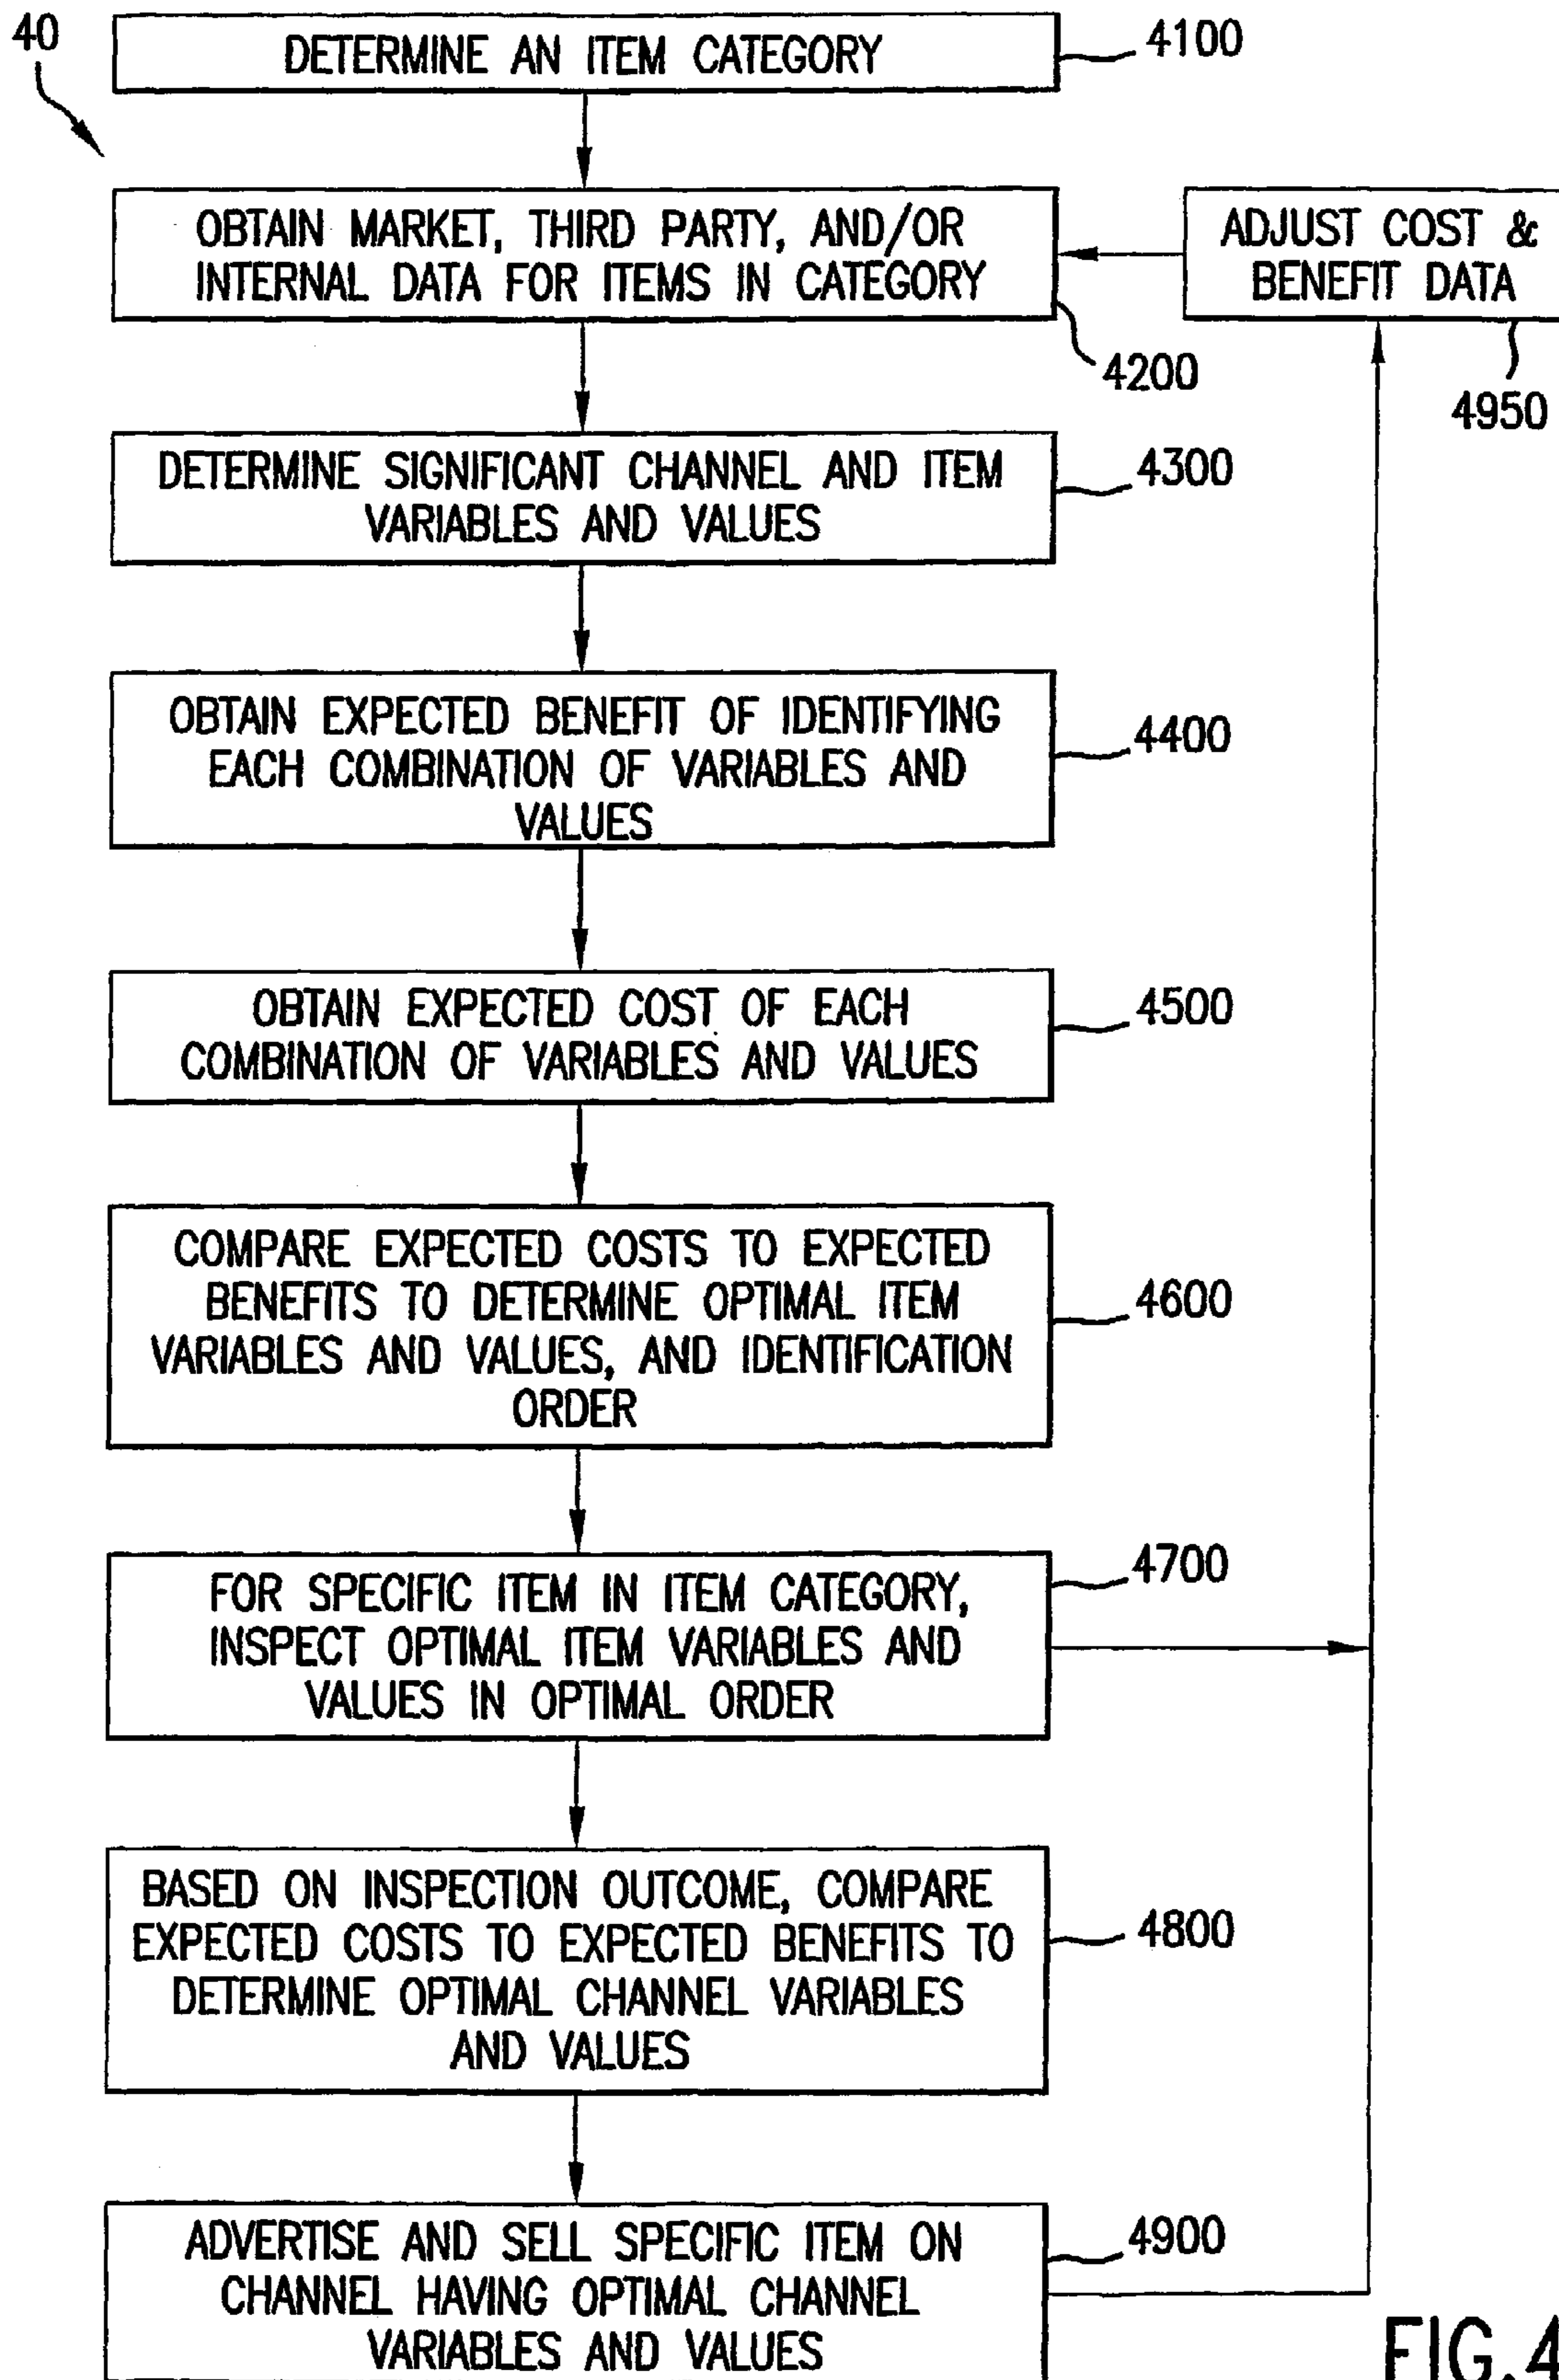 40
DETERMINE AN ITEM CATEGORY
4100
OBTAIN MARKET, THIRD PARTY, AND/OR
INTERNAL DATA FOR ITEMS IN CATEGORY
4200
ADJUST COST &
BENEFIT DATA
4950
DETERMINE SIGNIFICANT CHANNEL AND ITEM
VARIABLES AND VALUES
4300
OBTAIN EXPECTED BENEFIT OF IDENTIFYING
EACH COMBINATION OF VARIABLES AND
VALUES
4400
OBTAIN EXPECTED COST OF EACH
COMBINATION OF VARIABLES AND VALUES
4500
COMPARE EXPECTED COSTS TO EXPECTED
BENEFITS TO DETERMINE OPTIMAL ITEM
VARIABLES AND VALUES, AND IDENTIFICATION
ORDER
4600
FOR SPECIFIC ITEM IN ITEM CATEGORY,
INSPECT OPTIMAL ITEM VARIABLES AND
VALUES IN OPTIMAL ORDER
4700
BASED ON INSPECTION OUTCOME, COMPARE
EXPECTED COSTS TO EXPECTED BENEFITS TO
DETERMINE OPTIMAL CHANNEL VARIABLES
AND VALUES
4800
ADVERTISE AND SELL SPECIFIC ITEM ON
CHANNEL HAVING OPTIMAL CHANNEL
VARIABLES AND VALUES
4900
FIG.4